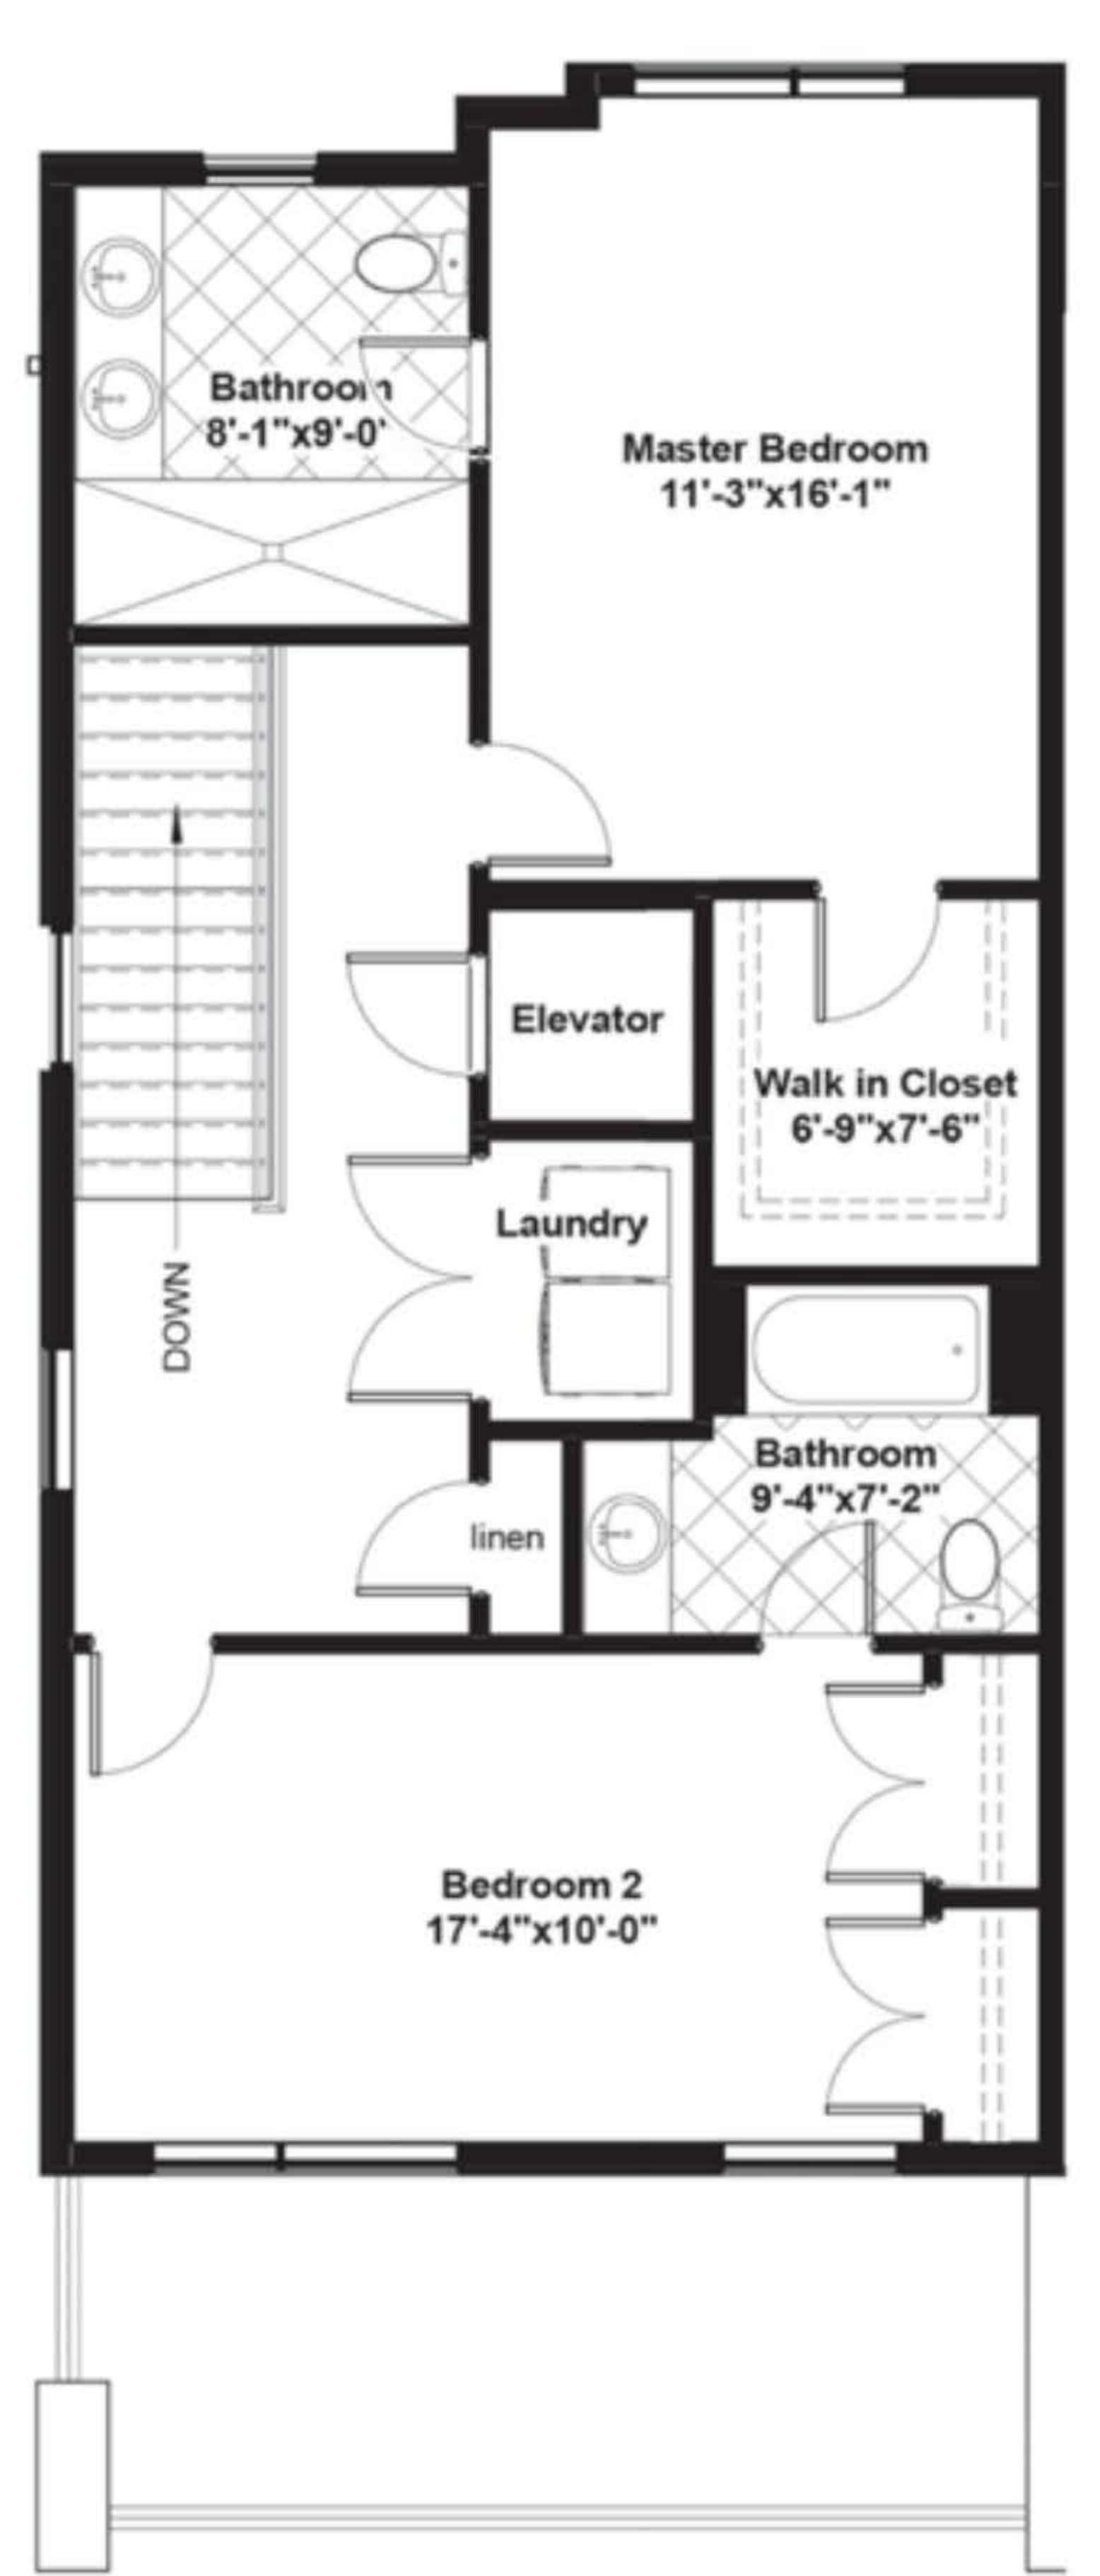 Bathroom
8'-1"x9'-0'
Master Bedroom
11'-3"x16'-1"
Elevator
Walk in Closet
6'-9"x7'-6"
Laundry
DOWN
Bathroom
9'-4"x7'-2"
linen
Bedroom 2
17'-4"x10'-0"